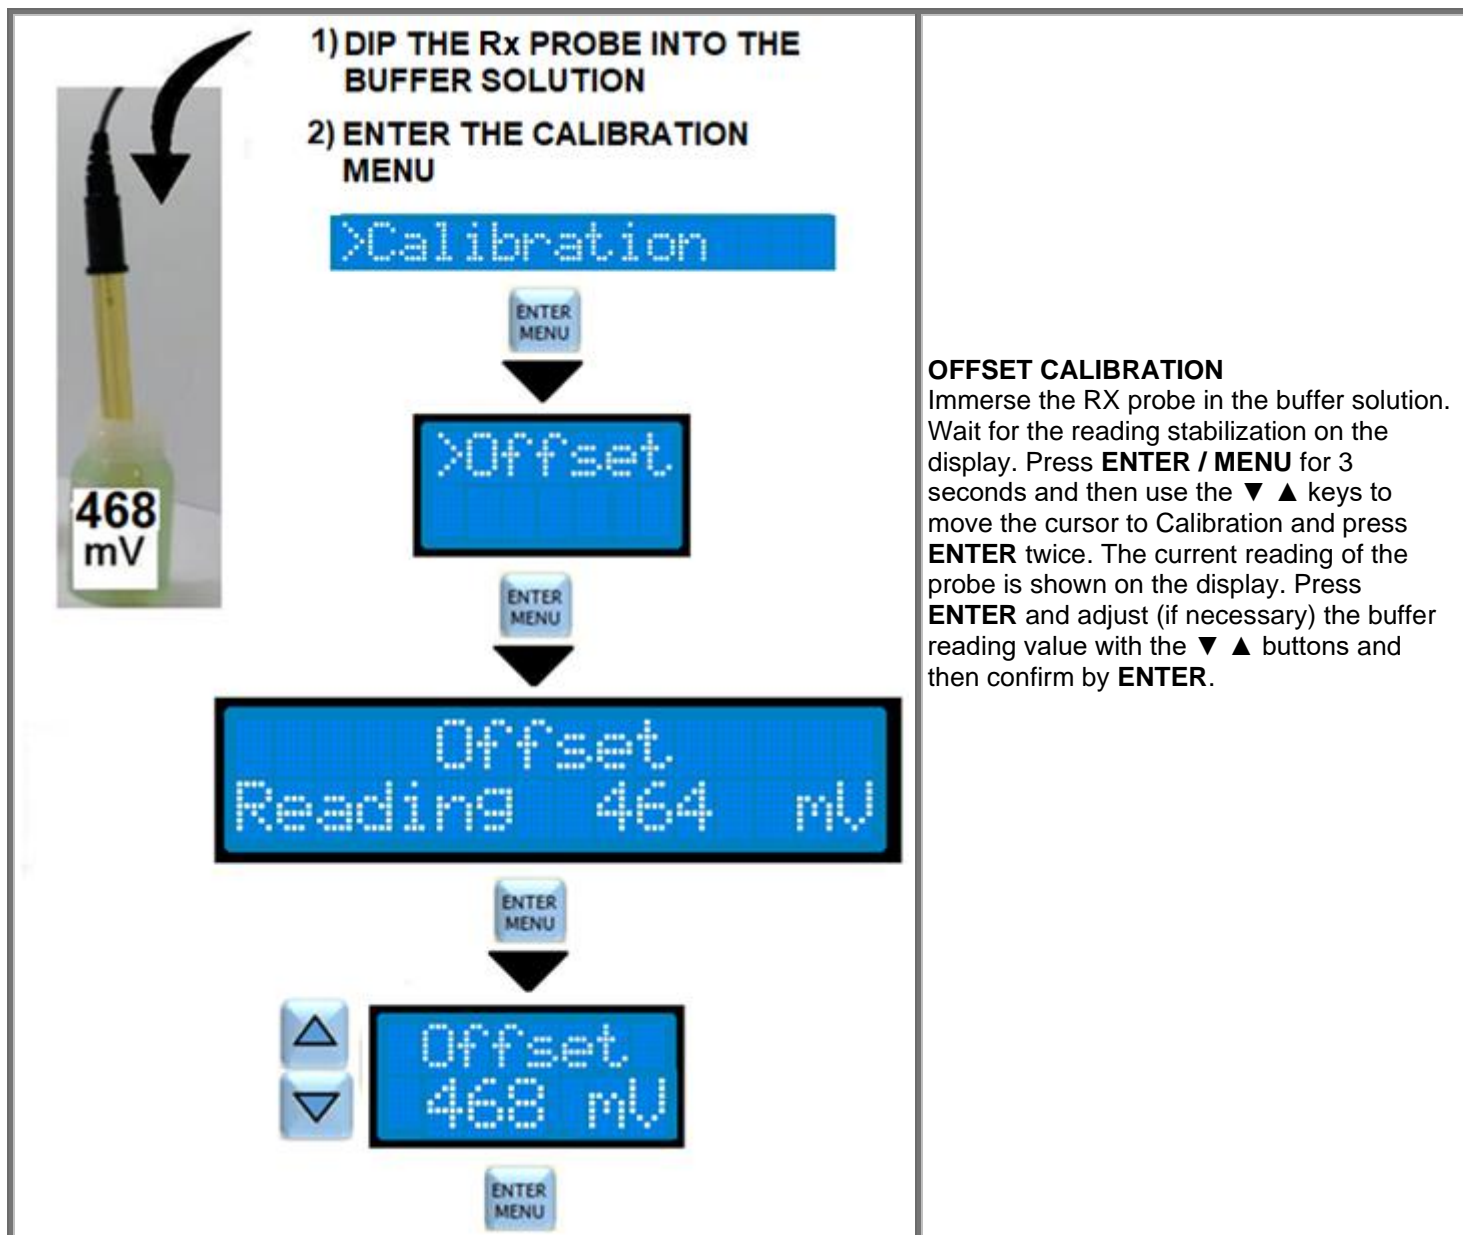 1) DIP THE Rx PROBE INTO THE
BUFFER SOLUTION
2) ENTER THE CALIBRATION
MENU
468
mV
>Calibration
ENTER
MENU
>Offset
ENTER
MENU
Offset
Reading 464 mV
ENTER
MENU
Offset
468 mV
ENTER
MENU
OFFSET CALIBRATION
Immerse the RX probe in the buffer solution.
Wait for the reading stabilization on the
display. Press ENTER / MENU for 3
seconds and then use the ▼ ▲ keys to
move the cursor to Calibration and press
ENTER twice. The current reading of the
probe is shown on the display. Press
ENTER and adjust (if necessary) the buffer
reading value with the ▼ ▲ buttons and
then confirm by ENTER.